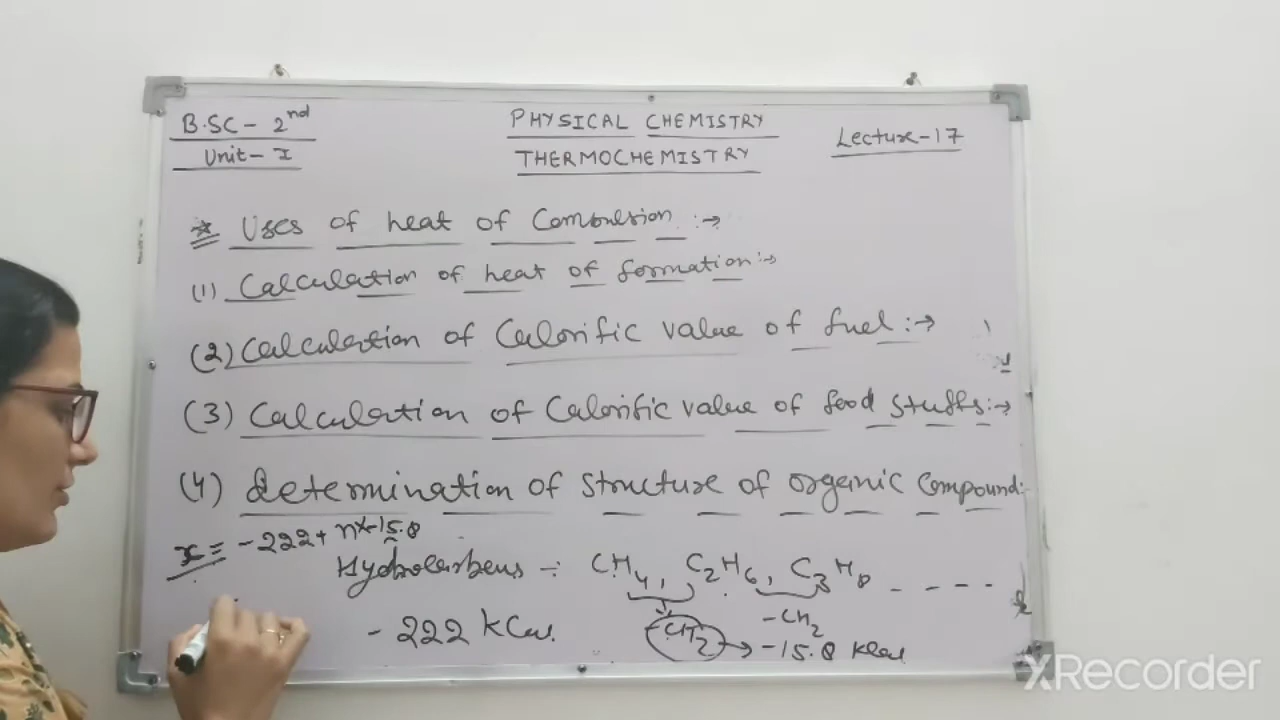 B.SC - 2nd
Unit - I
PHYSICAL CHEMISTRY
THERMOCHEMISTRY
Lecture - 17
* Uses of heat of Combustion :→
(1) Calculation of heat of formation :→
(2) Calculation of Calorific value of fuel :→
(3) Calculation of Calorific value of food stuffs :→
(4) determination of structure of organic Compound :-
x = -222 + n×-15.8
Hydrocarbons :- CH4, C2H6, C3H8 - - - -
-CH2
- 222 kCal.
-CH2 → -15.8 kcal
XRecorder